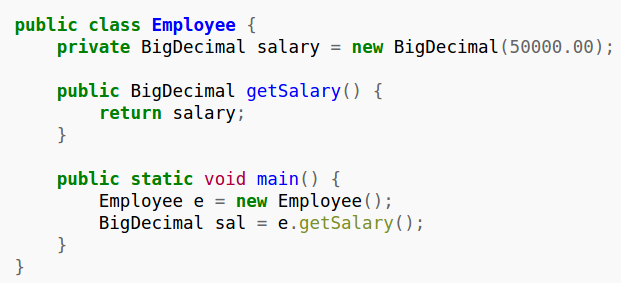 public class Employee {
    private BigDecimal salary = new BigDecimal(50000.00);

    public BigDecimal getSalary() {
        return salary;
    }

    public static void main() {
        Employee e = new Employee();
        BigDecimal sal = e.getSalary();
    }
}